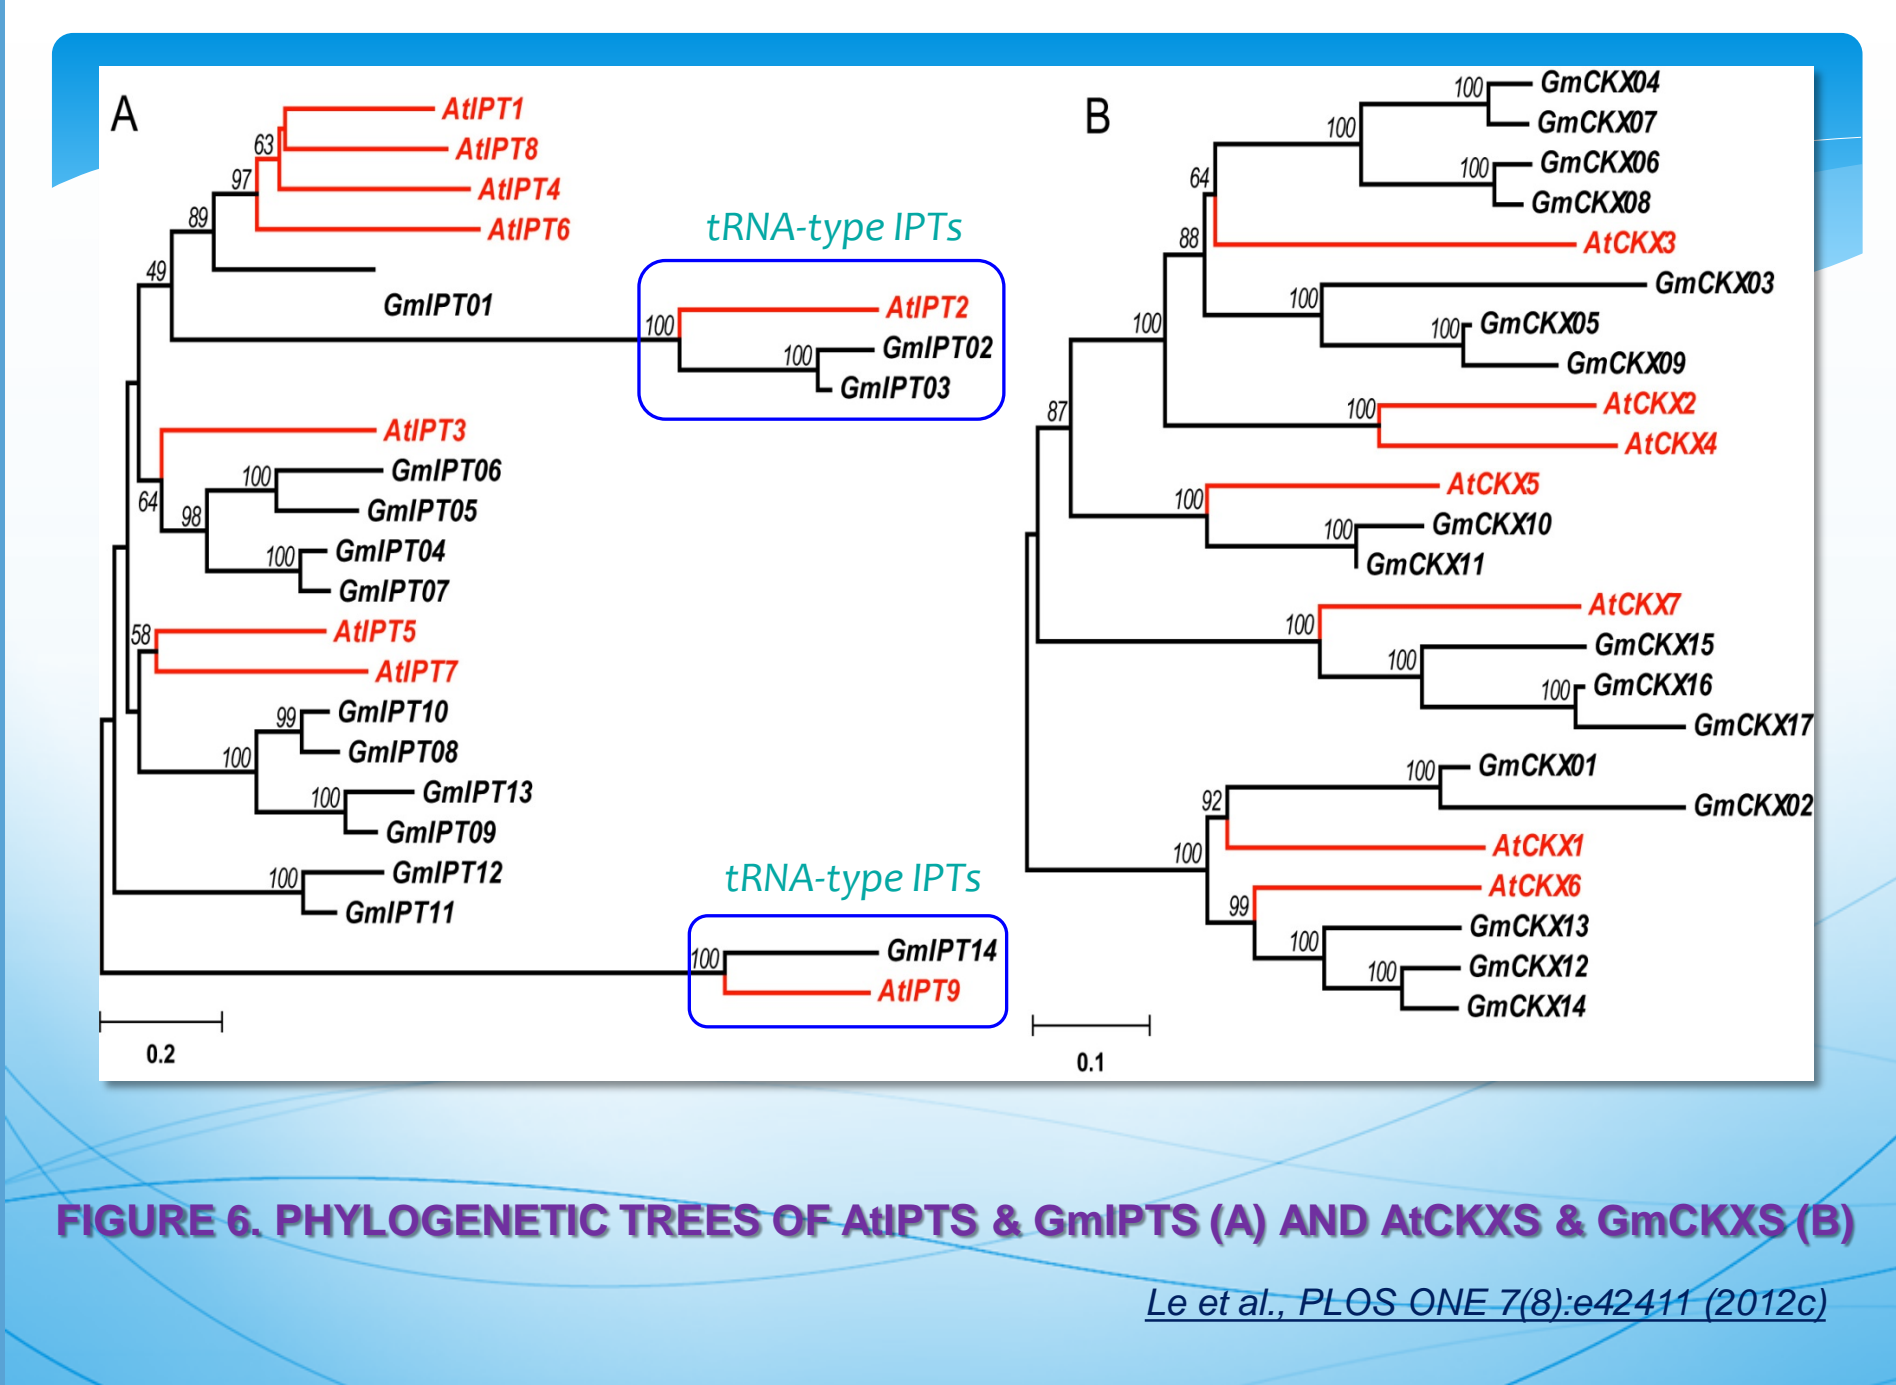 A
AtIPT1
63
AtIPT8
97
AtIPT4
89
AtIPT6
49
GmIPT01
tRNA-type IPTs
100
AtIPT2
100
GmIPT02
GmIPT03
AtIPT3
100
GmIPT06
64
GmIPT05
98
GmIPT04
100
GmIPT07
58
AtIPT5
AtIPT7
99
GmIPT10
GmIPT08
100
100
GmIPT13
GmIPT09
100
GmIPT12
GmIPT11
tRNA-type IPTs
100
GmIPT14
AtIPT9
0.2
B
100
GmCKX04
GmCKX07
100
100
GmCKX06
GmCKX08
64
AtCKX3
88
GmCKX03
100
100
GmCKX05
GmCKX09
100
100
AtCKX2
AtCKX4
87
100
AtCKX5
100
GmCKX10
GmCKX11
100
AtCKX7
100
GmCKX15
100
GmCKX16
GmCKX17
100
GmCKX01
92
GmCKX02
100
AtCKX1
99
AtCKX6
100
GmCKX13
100
GmCKX12
GmCKX14
0.1
FIGURE 6. PHYLOGENETIC TREES OF AtIPTS & GmIPTS (A) AND AtCKXS & GmCKXS (B)
Le et al., PLOS ONE 7(8):e42411 (2012c)